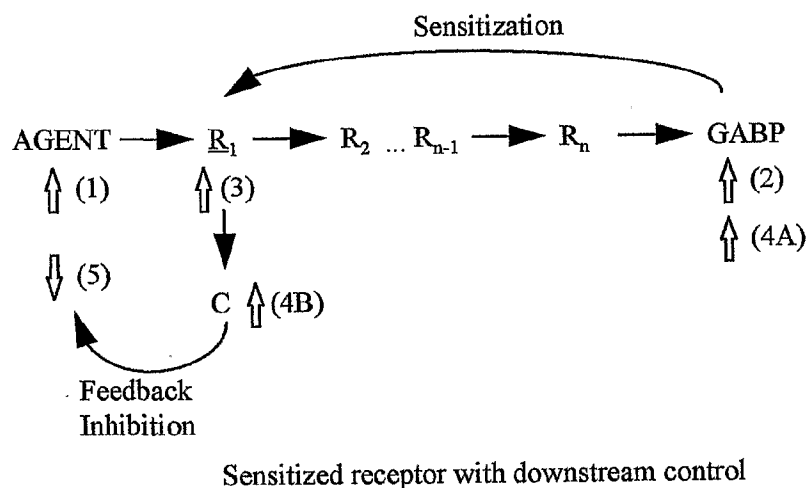 Sensitization
AGENT R₁ R₂ ... Rₙ₋₁ Rₙ GABP
(1) (3) (2)
(4A)
(5) C (4B)
Feedback
Inhibition
Sensitized receptor with downstream control